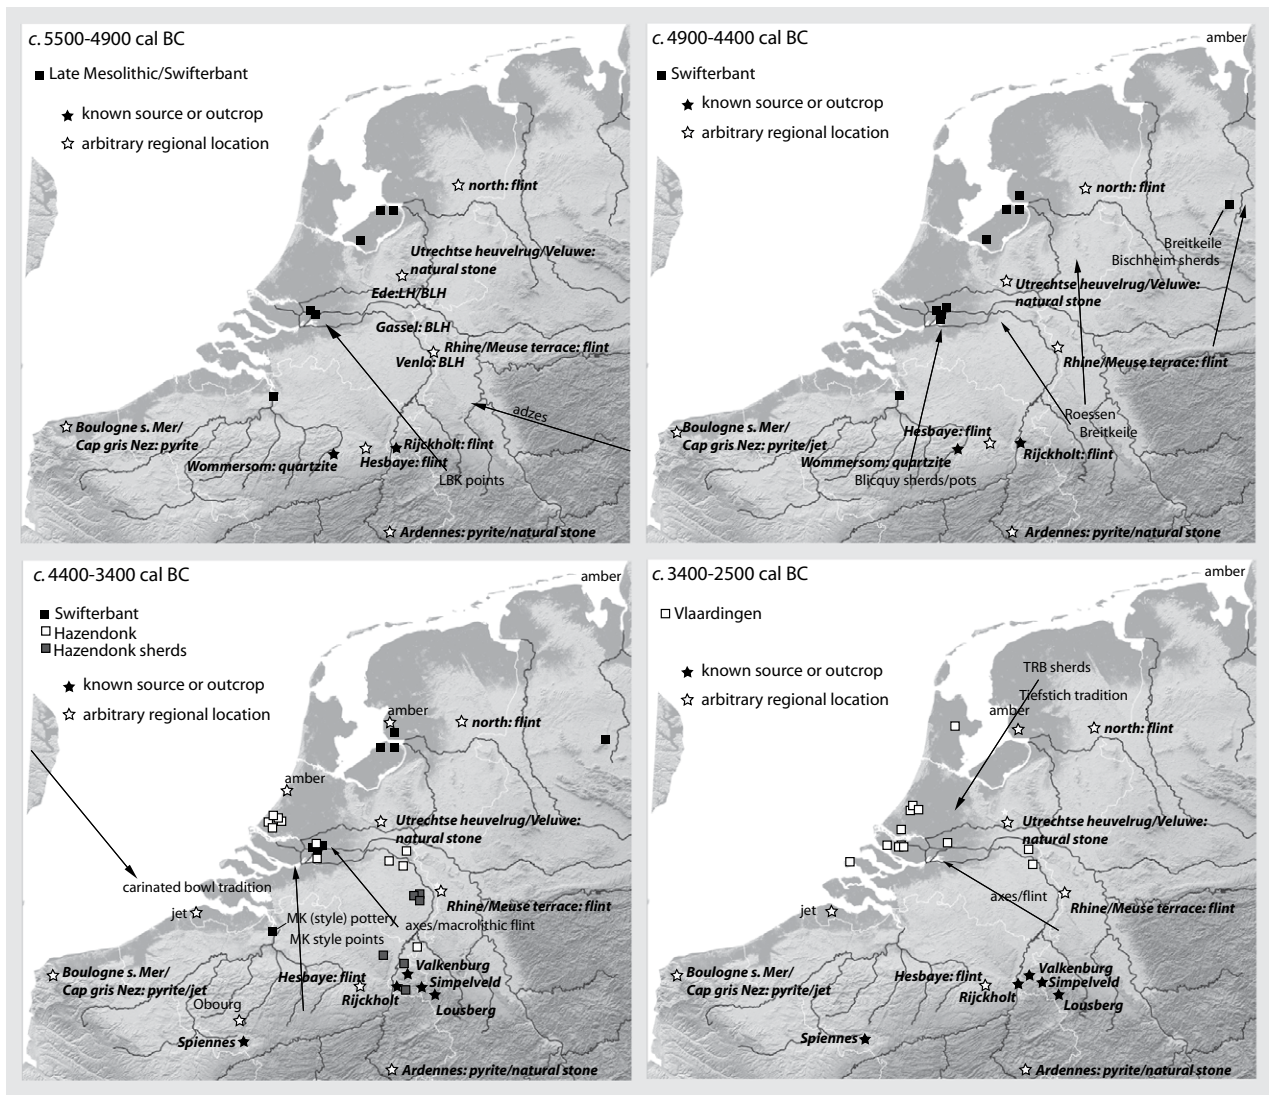 c. 5500-4900 cal BC
Late Mesolithic/Swifterbant
known source or outcrop
arbitrary regional location
north: flint
Utrechtse heuvelrug/Veluwe:
natural stone
Ede:LH/BLH
Gassel: BLH
Rhine/Meuse terrace: flint
Venlo: BLH
adzes
Boulogne s. Mer/
Cap gris Nez: pyrite
Rijckholt: flint
Wommersom: quartzite
Hesbaye: flint
LBK points
Ardennes: pyrite/natural stone
c. 4900-4400 cal BC
amber
Swifterbant
known source or outcrop
arbitrary regional location
north: flint
Breitkeile
Bischheim sherds
Utrechtse heuvelrug/Veluwe:
natural stone
Rhine/Meuse terrace: flint
Roessen
Breitkeile
Boulogne s. Mer/
Cap gris Nez: pyrite/jet
Hesbaye: flint
Rijckholt: flint
Wommersom: quartzite
Blicquy sherds/pots
Ardennes: pyrite/natural stone
c. 4400-3400 cal BC
amber
Swifterbant
Hazendonk
Hazendonk sherds
known source or outcrop
arbitrary regional location
amber
north: flint
amber
Utrechtse heuvelrug/Veluwe:
natural stone
carinated bowl tradition
jet
Rhine/Meuse terrace: flint
MK (style) pottery
axes/macrolithic flint
MK style points
Boulogne s. Mer/
Cap gris Nez: pyrite/jet
Hesbaye: flint
Valkenburg
Simpelveld
Rijckholt
Lousberg
Obourg
Spiennes
Ardennes: pyrite/natural stone
c. 3400-2500 cal BC
amber
Vlaardingen
known source or outcrop
arbitrary regional location
TRB sherds
Tiefstich tradition
amber
north: flint
Utrechtse heuvelrug/Veluwe:
natural stone
axes/flint
jet
Rhine/Meuse terrace: flint
Boulogne s. Mer/
Cap gris Nez: pyrite/jet
Hesbaye: flint
Valkenburg
Simpelveld
Rijckholt
Lousberg
Spiennes
Ardennes: pyrite/natural stone